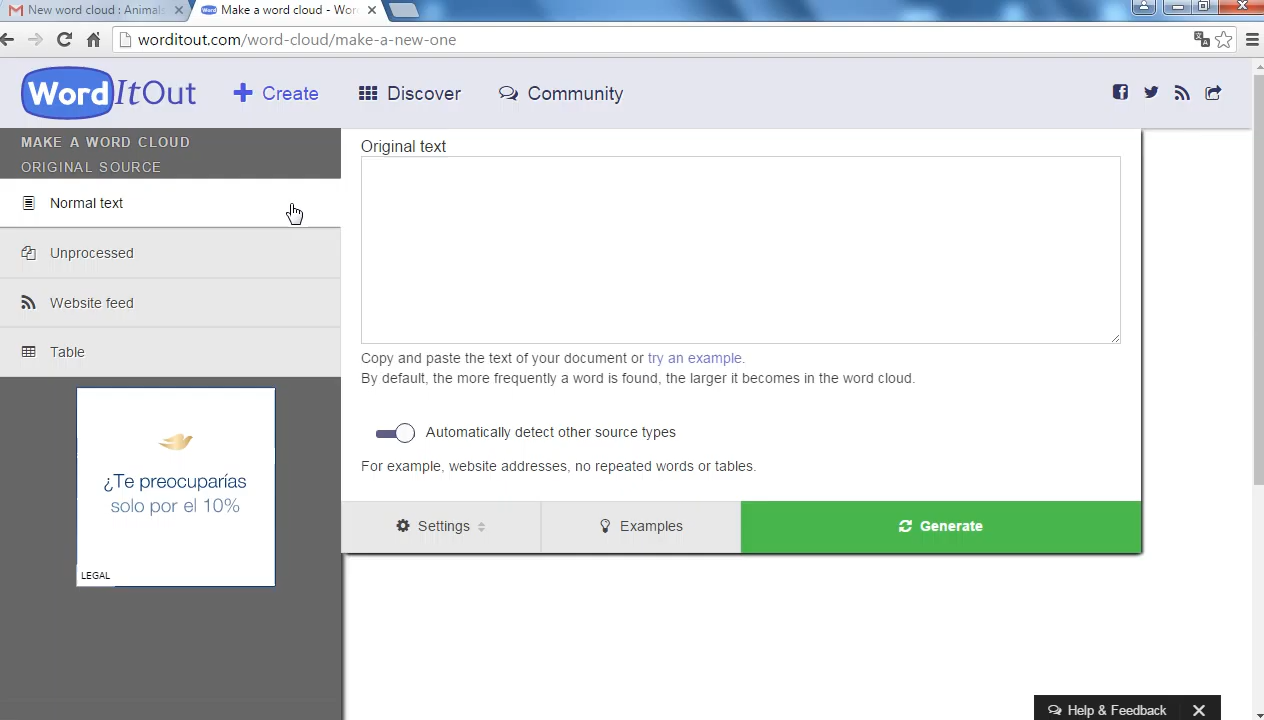 New word cloud : Animals
Word Make a word cloud - Wor
worditout.com/word-cloud/make-a-new-one
WordItOut
Create
Discover
Community
MAKE A WORD CLOUD
ORIGINAL SOURCE
Normal text
Unprocessed
Website feed
Table
¿Te preocuparías
solo por el 10%
LEGAL
Original text
Copy and paste the text of your document or try an example.
By default, the more frequently a word is found, the larger it becomes in the word cloud.
Automatically detect other source types
For example, website addresses, no repeated words or tables.
Settings
Examples
Generate
Help & Feedback